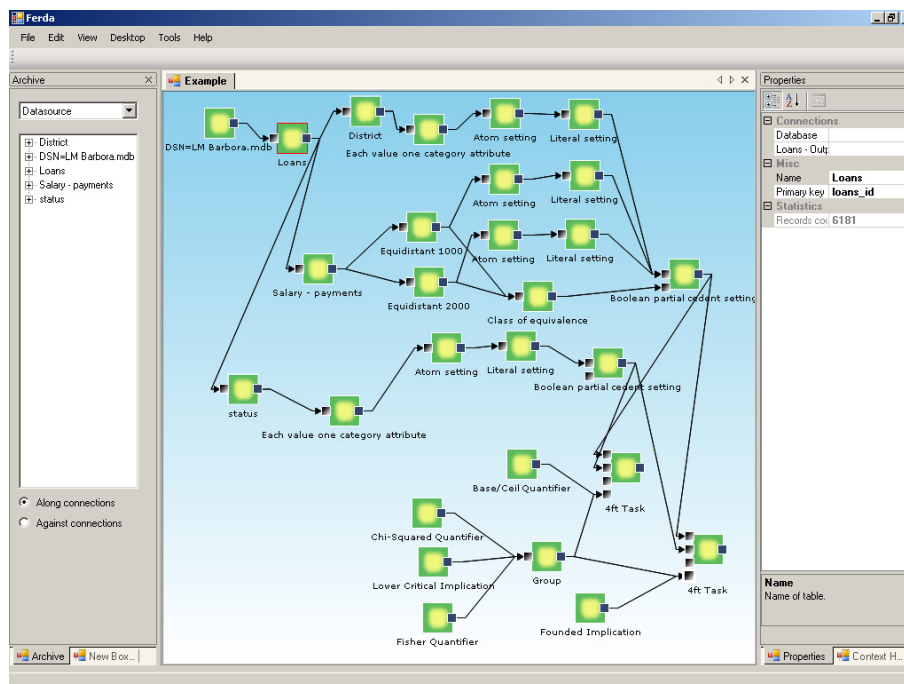 Ferda
File Edit View Desktop Tools Help
Archive
Datasource
District
DSN=LM Barbora.mdb
Loans
Salary - payments
status
Along connections
Against connections
Archive
New Box...
Example
DSN=LM Barbora.mdb
Loans
District
Each value one category attribute
Atom setting
Literal setting
Atom setting
Literal setting
Equidistant 1000
Atom setting
Literal setting
Salary - payments
Equidistant 2000
Boolean partial cedent setting
Class of equivalence
Atom setting
Literal setting
Boolean partial cedent setting
status
Each value one category attribute
Base/Ceil Quantifier
4ft Task
Chi-Squared Quantifier
Lower Critical Implication
Group
4ft Task
Fisher Quantifier
Founded Implication
Properties
Connections
Database
Loans - Outp
Misc
Name Loans
Primary key loans_id
Statistics
Records cou 6181
Name
Name of table.
Properties
Context H...